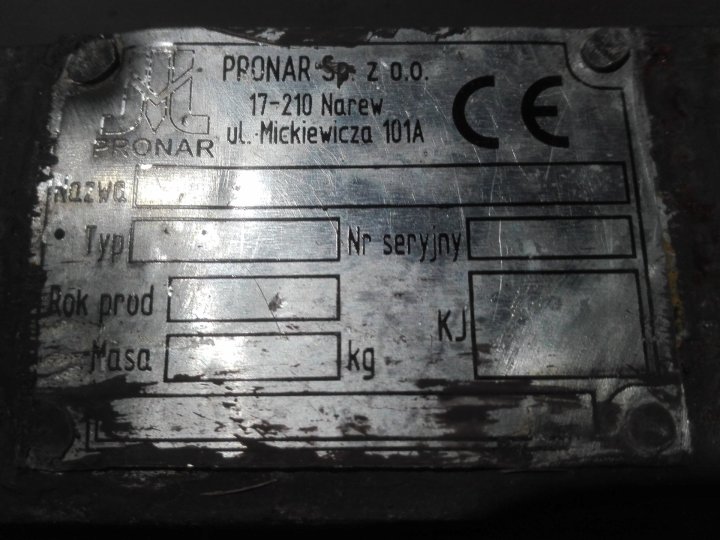 PRONAR Sp. z o.o.
17-210 Narew
ul. Mickiewicza 101A
CE
PRONAR
Nazwa
Typ
Nr seryjny
Rok prod
KJ
Masa
kg